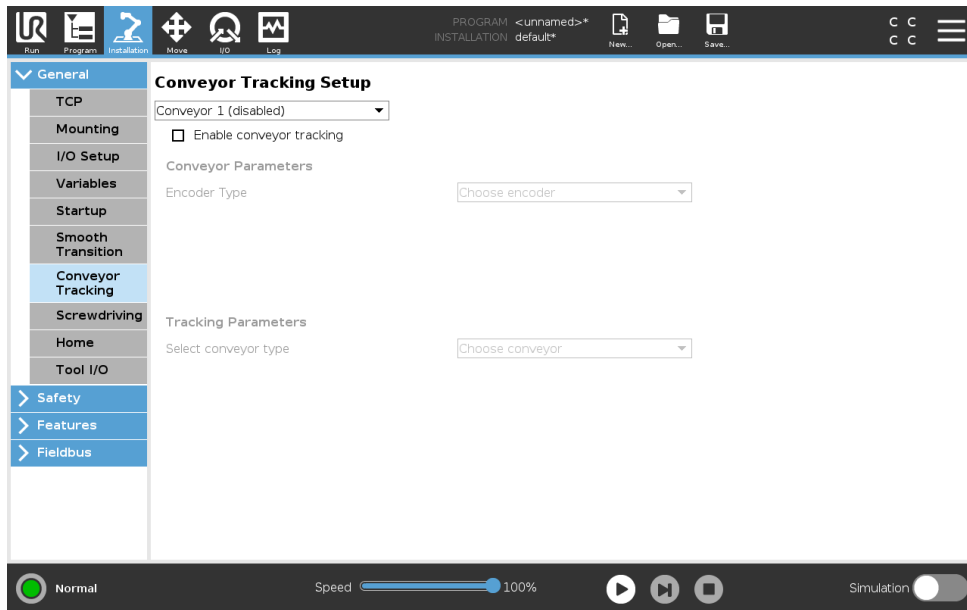 UR
Run
Program
Installation
Move
I/O
Log
PROGRAM <unnamed>*
INSTALLATION default*
New...
Open...
Save...
C C
C C
General
TCP
Mounting
I/O Setup
Variables
Startup
Smooth
Transition
Conveyor
Tracking
Screwdriving
Home
Tool I/O
Safety
Features
Fieldbus
Conveyor Tracking Setup
Conveyor 1 (disabled)
Enable conveyor tracking
Conveyor Parameters
Encoder Type
Choose encoder
Tracking Parameters
Select conveyor type
Choose conveyor
Normal
Speed
100%
Simulation